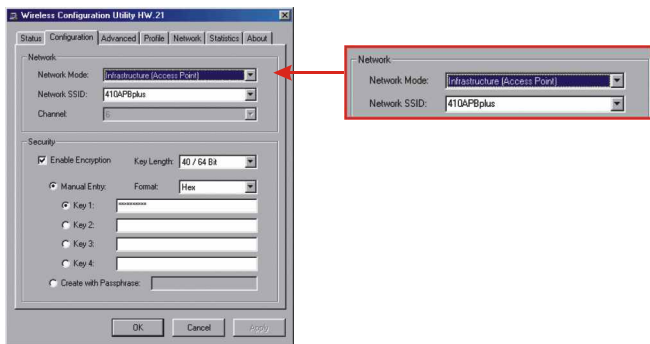 Wireless Configuration Utility HW.21
Status Configuration Advanced Profile Network Statistics About
Network
Network Mode: Infrastructure (Access Point)
Network SSID: 410APBplus
Channel: 6
Security
Enable Encryption Key Length: 40 / 64 Bit
Manual Entry: Format: Hex
Key 1: **********
Key 2:
Key 3:
Key 4:
Create with Passphrase:
OK Cancel Apply
Network
Network Mode: Infrastructure (Access Point)
Network SSID: 410APBplus